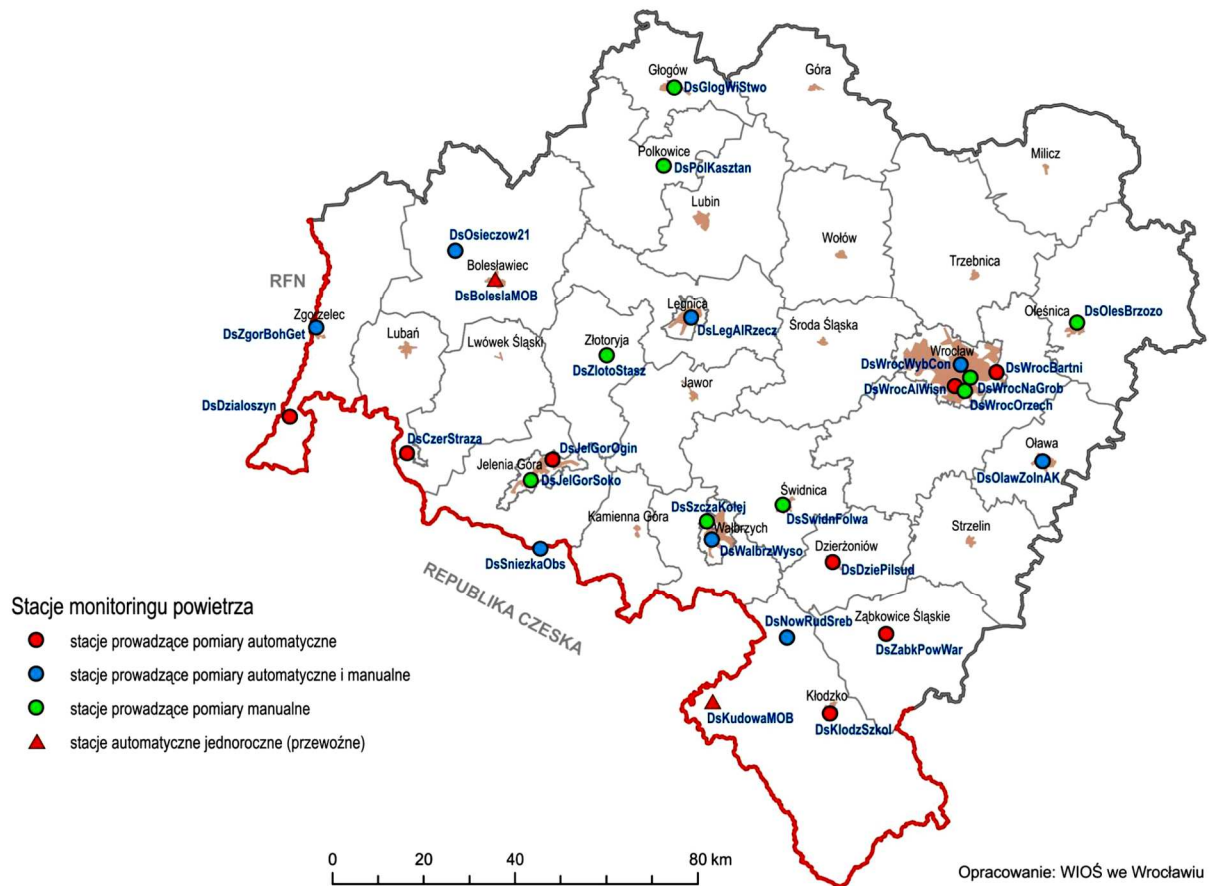 Głogów
DsGlogWiStwo
Góra
Polkowice
DsPolKasztan
Milicz
Lubin
DsOsieczow21
Bolesławiec
DsBoleslaMOB
RFN
Wołów
Trzebnica
Zgorzelec
DsZgorBohGet
Lubań
Lwówek Śląski
Złotoryja
DsZlotoStasz
Legnica
DsLegAlRzecz
Środa Śląska
Oleśnica
DsOlesBrzozo
Jawor
Wrocław
DsWrocWybCon
DsWrocBartni
DsWrocAlWisn
DsWrocNaGrob
DsWrocOrzech
DsDzialoszyn
DsCzerStraza
DsJelGorOgin
Jelenia Góra
DsJelGorSoko
Oława
DsOlawZolnAK
Kamienna Góra
DsSzczaKolej
Wałbrzych
DsWalbrzWyso
Świdnica
DsSwidnFolwa
Strzelin
Dzierżoniów
DsDziePilsud
DsSniezkaObs
REPUBLIKA CZESKA
DsNowRudSreb
Ząbkowice Śląskie
DsZabkPowWar
DsKudowaMOB
Kłodzko
DsKlodzSzkol
Stacje monitoringu powietrza
stacje prowadzące pomiary automatyczne
stacje prowadzące pomiary automatyczne i manualne
stacje prowadzące pomiary manualne
stacje automatyczne jednoroczne (przewoźne)
0 20 40 80 km
Opracowanie: WIOŚ we Wrocławiu